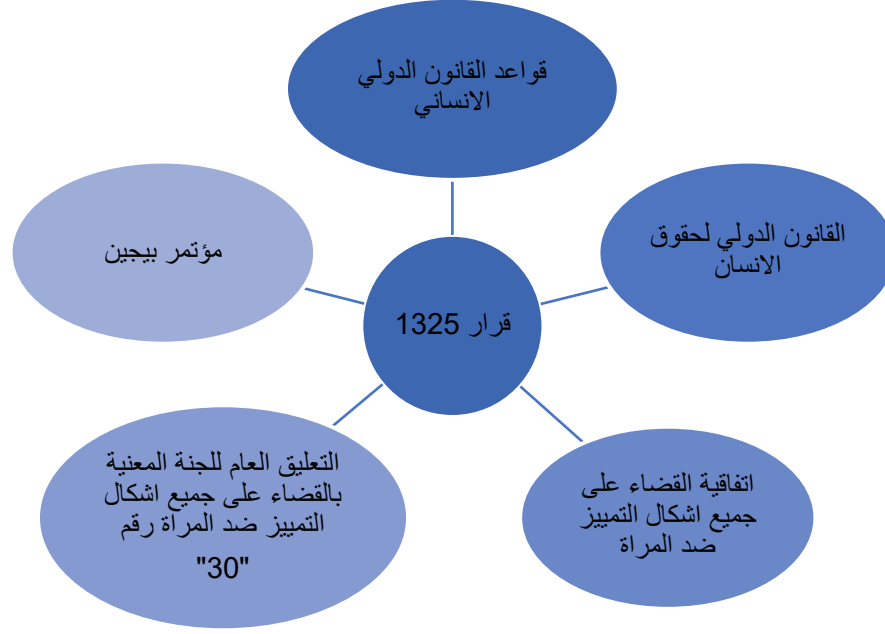 قواعد القانون الدولي
الانساني
القانون الدولي لحقوق
الانسان
مؤتمر بيجين
قرار 1325
اتفاقية القضاء على
جميع اشكال التمييز
ضد المراة
التعليق العام للجنة المعنية
بالقضاء على جميع اشكال
التمييز ضد المراة رقم
"30"